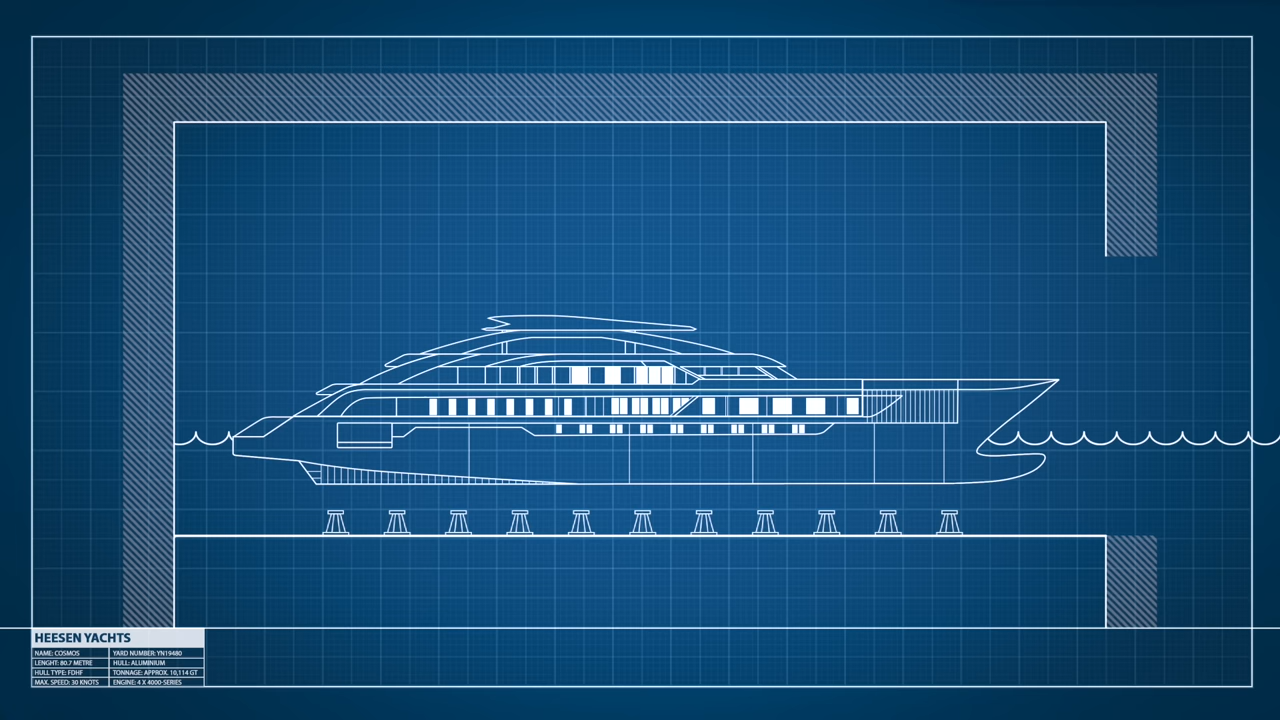 HEESEN YACHTS
NAME: COSMOS YARD NUMBER: YN19480
LENGHT: 80.7 METRE HULL: ALUMINIUM
HULL TYPE: FDHF TONNAGE: APPROX. 10,114 GT
MAX. SPEED: 30 KNOTS ENGINE: 4 X 4000-SERIES